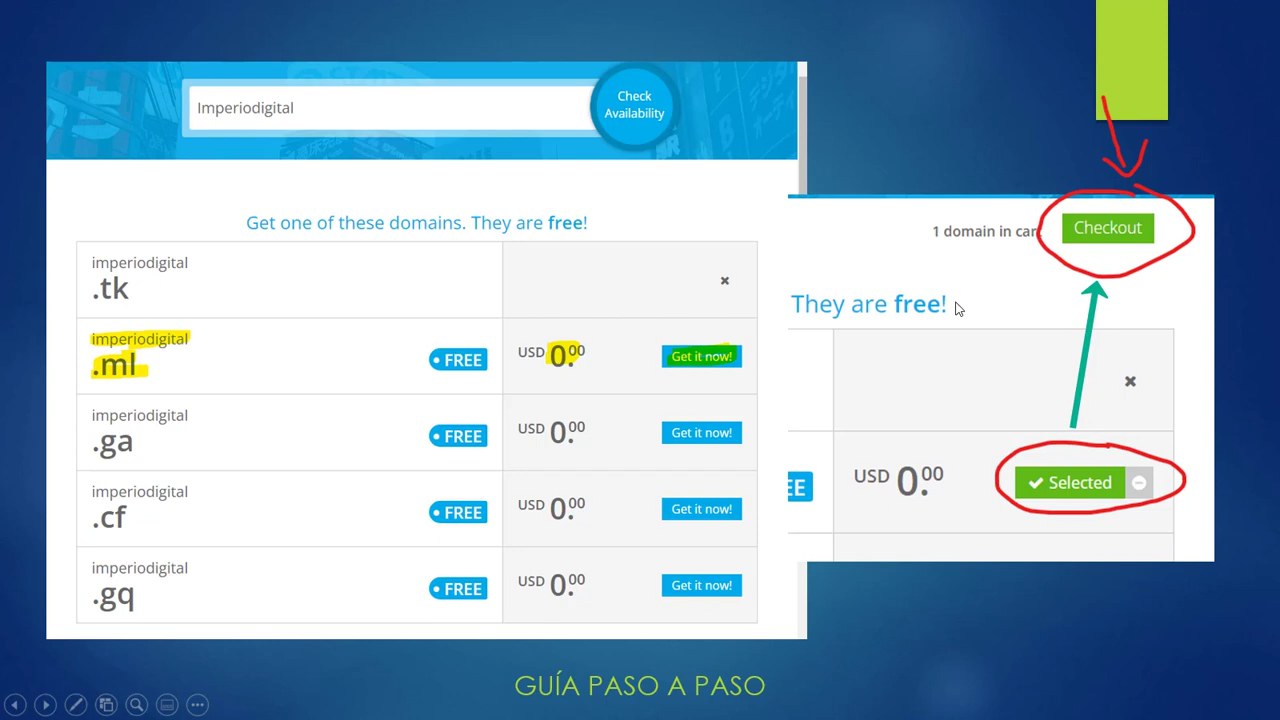 Imperiodigital
Check
Availability
Get one of these domains. They are free!
imperiodigital
.tk
imperiodigital
.ml
FREE
USD 0.00
Get it now!
imperiodigital
.ga
FREE
USD 0.00
Get it now!
imperiodigital
.cf
FREE
USD 0.00
Get it now!
imperiodigital
.gq
FREE
USD 0.00
Get it now!
1 domain in car
Checkout
They are free!
EE
USD 0.00
Selected
GUÍA PASO A PASO